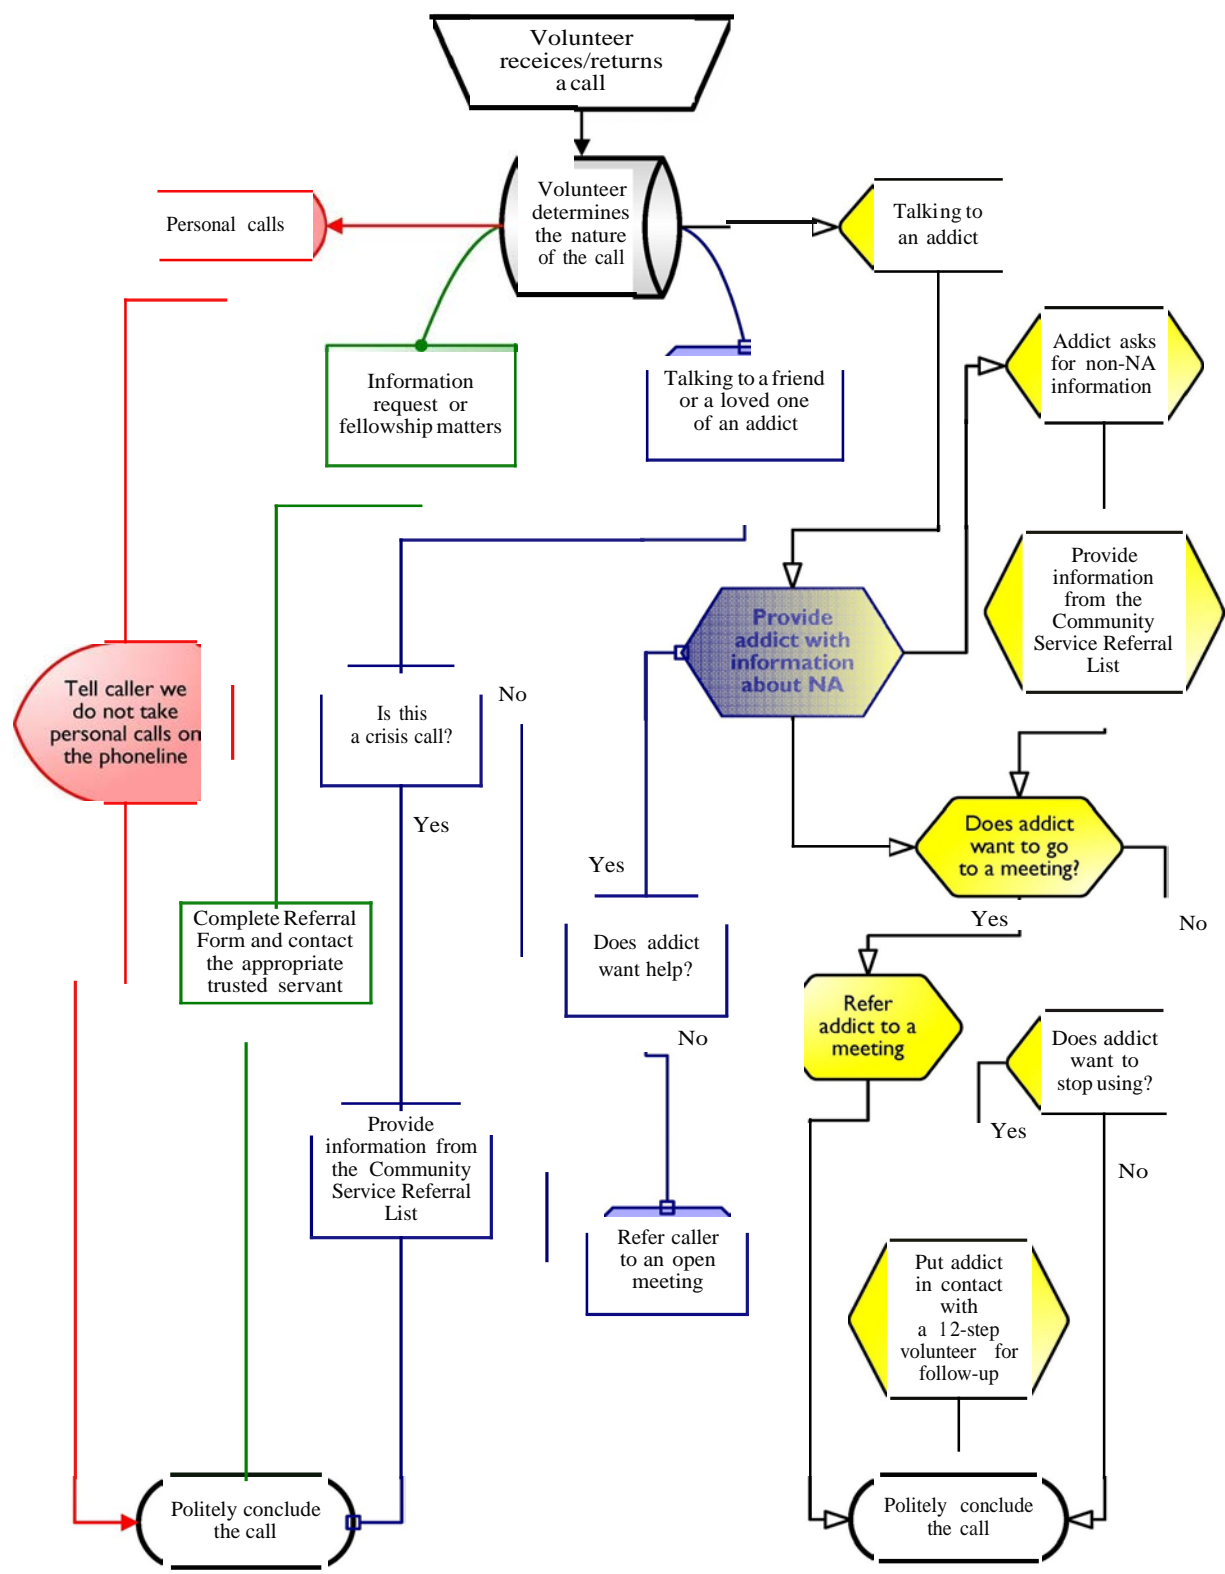 Volunteer
receices/returns
a call
Volunteer
determines
the nature
of the call
Personal calls
Talking to
an addict
Information
request or
fellowship matters
Talking to a friend
or a loved one
of an addict
Addict asks
for non-NA
information
Provide
information
from the
Community
Service Referral
List
Provide
addict with
information
about NA
Tell caller we
do not take
personal calls on
the phoneline
Is this
a crisis call?
No
Yes
Does addict
want to go
to a meeting?
Yes
No
Yes
Does addict
want help?
No
Complete Referral
Form and contact
the appropriate
trusted servant
Refer
addict to a
meeting
Does addict
want to
stop using?
Yes
No
Provide
information from
the Community
Service Referral
List
Refer caller
to an open
meeting
Put addict
in contact
with
a 12-step
volunteer for
follow-up
Politely conclude
the call
Politely conclude
the call